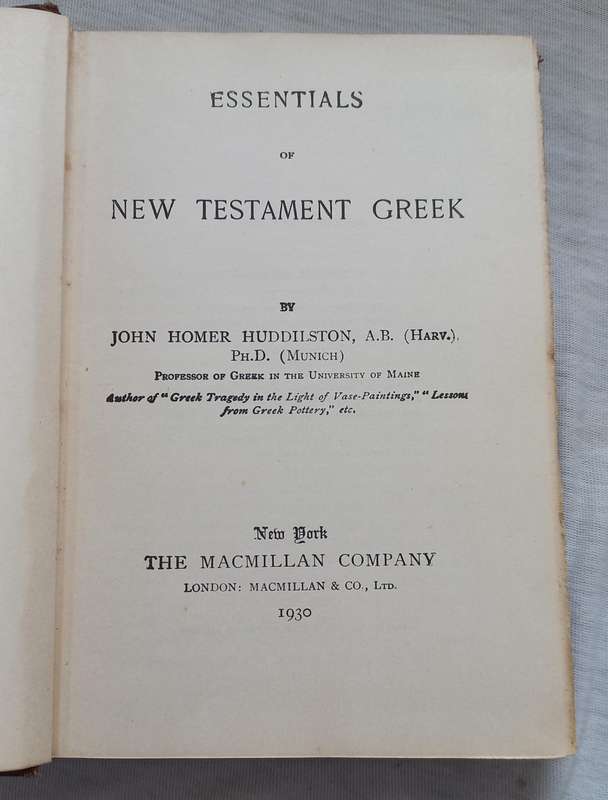 ESSENTIALS
OF
NEW TESTAMENT GREEK
BY
JOHN HOMER HUDDILSTON, A.B. (HARV.),
PH.D. (MUNICH)
PROFESSOR OF GREEK IN THE UNIVERSITY OF MAINE
Author of "Greek Tragedy in the Light of Vase-Paintings," "Lessons
from Greek Pottery," etc.
New York
THE MACMILLAN COMPANY
LONDON: MACMILLAN & CO., LTD.
1930